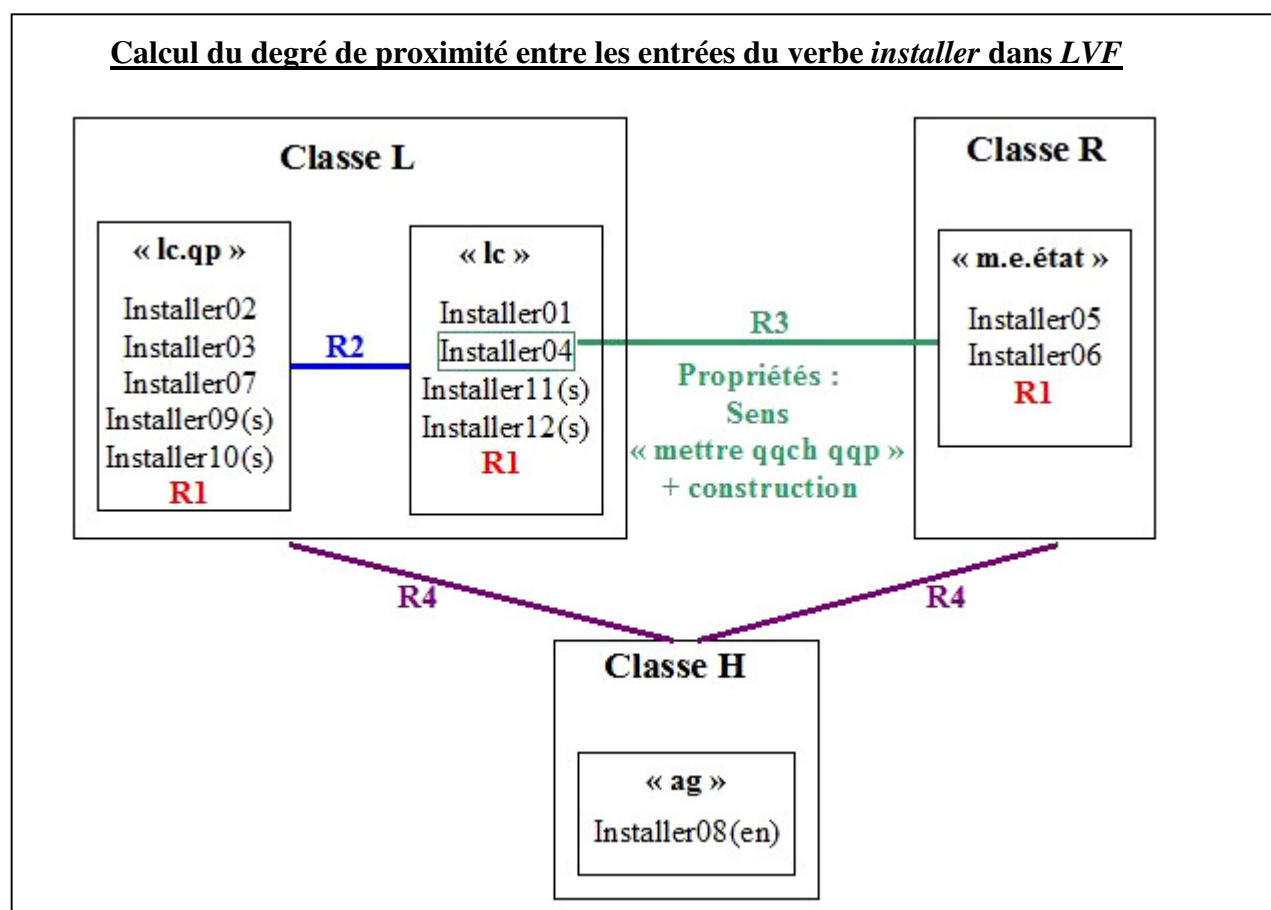 Calcul du degré de proximité entre les entrées du verbe installer dans LVF
Classe L
« lc.qp »
Installer02
Installer03
Installer07
Installer09(s)
Installer10(s)
R1
R2
« lc »
Installer01
Installer04
Installer11(s)
Installer12(s)
R1
R3
Propriétés :
Sens
« mettre qqch qqp »
+ construction
Classe R
« m.e.état »
Installer05
Installer06
R1
R4
R4
Classe H
« ag »
Installer08(en)